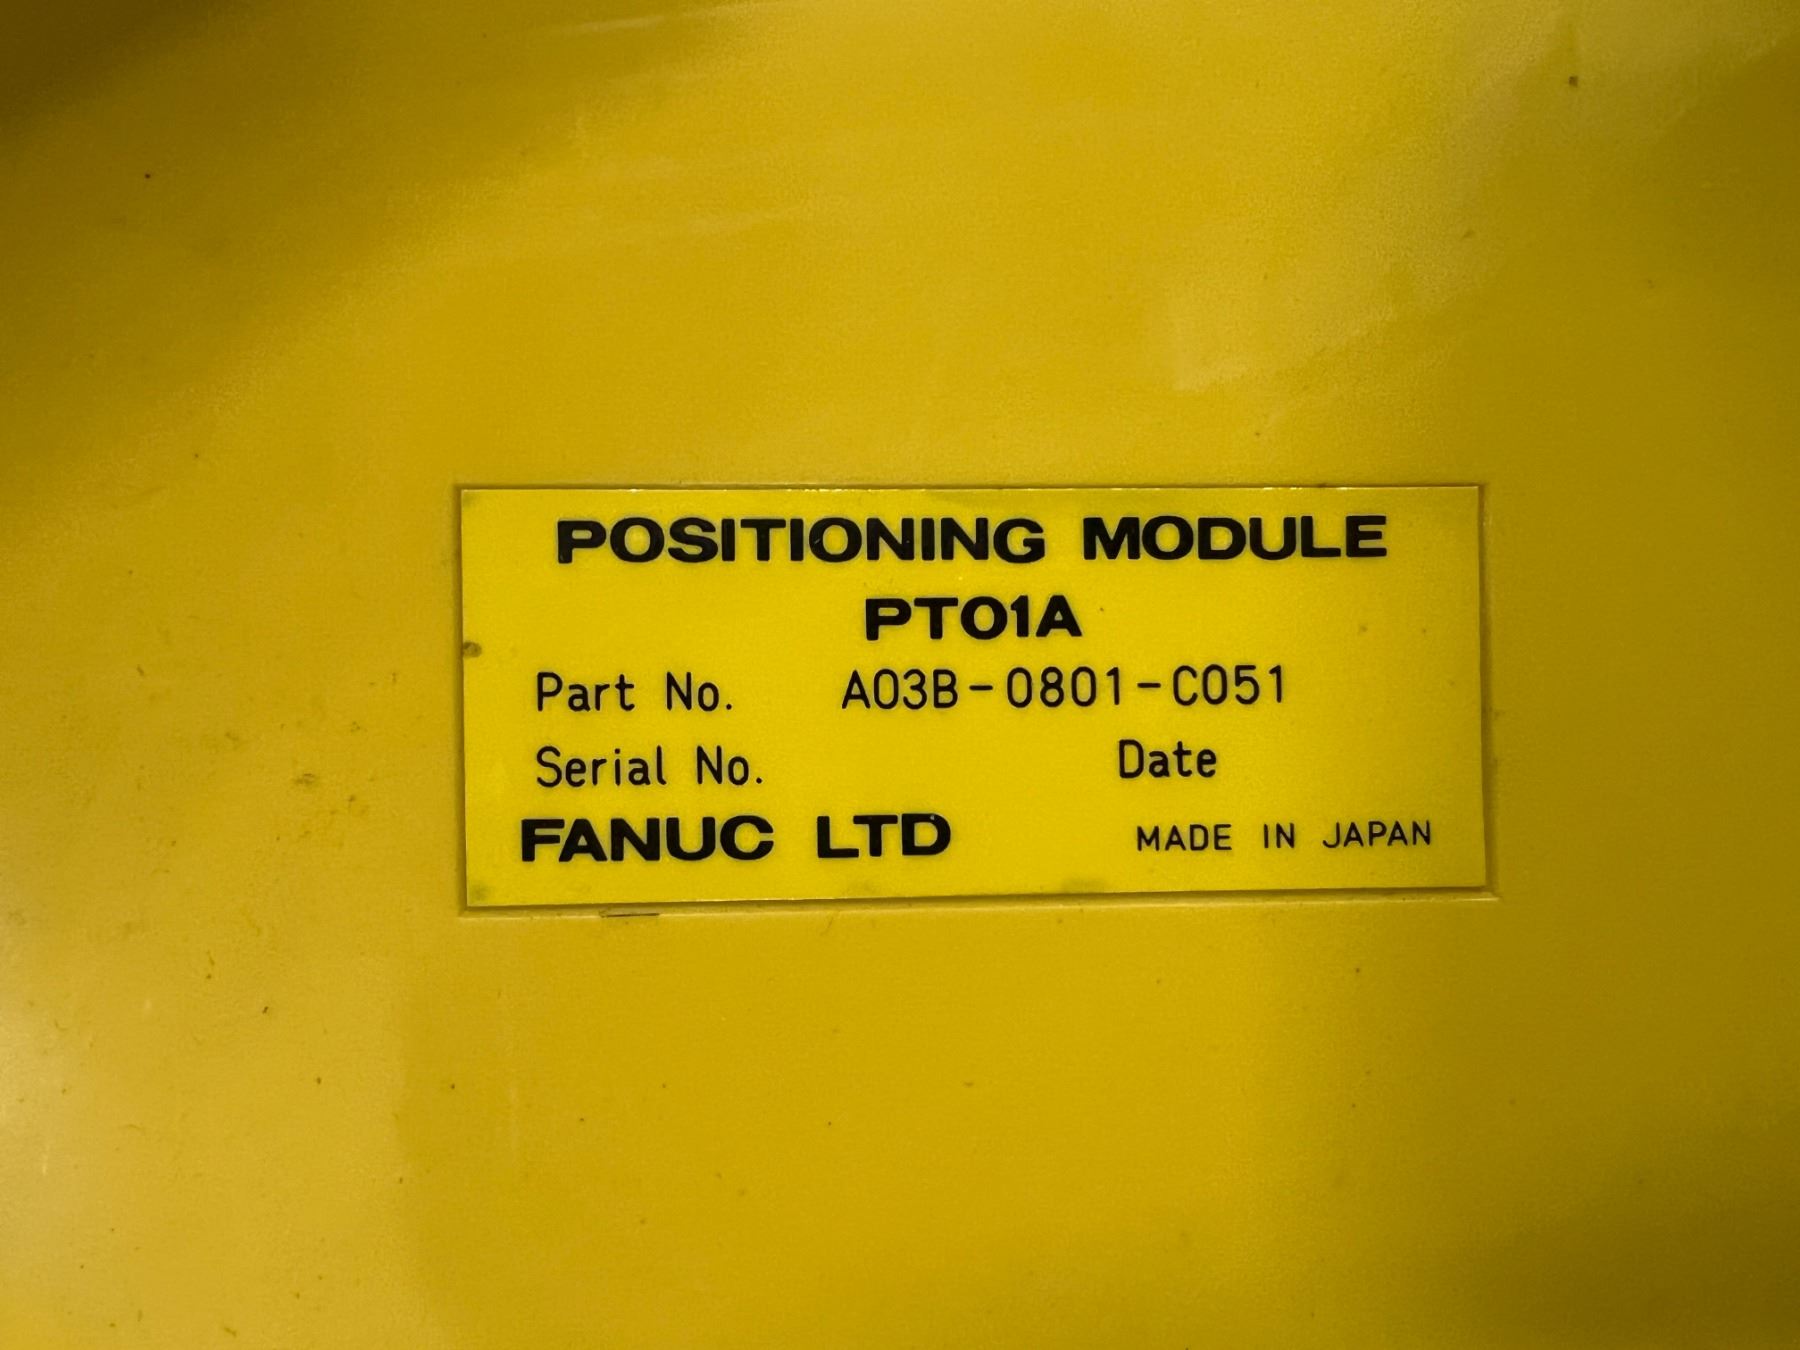 POSITIONING MODULE
PT01A
Part No. A03B-0801-C051
Serial No. Date
FANUC LTD MADE IN JAPAN